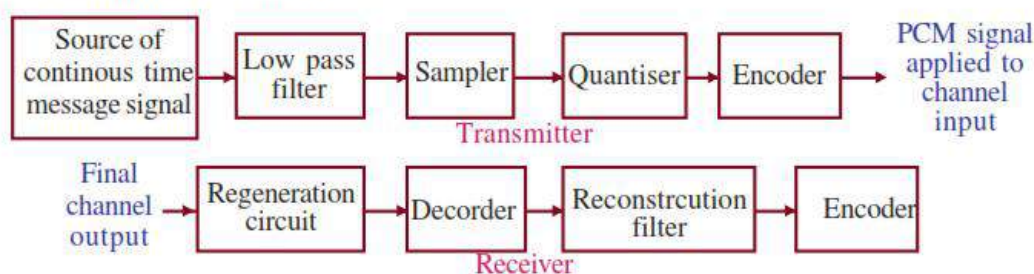 Source of
continous time
message signal
Low pass
filter
Sampler
Quantiser
Encoder
PCM signal
applied to
channel
input
Transmitter
Final
channel
output
Regeneration
circuit
Decorder
Reconstrcution
filter
Encoder
Receiver